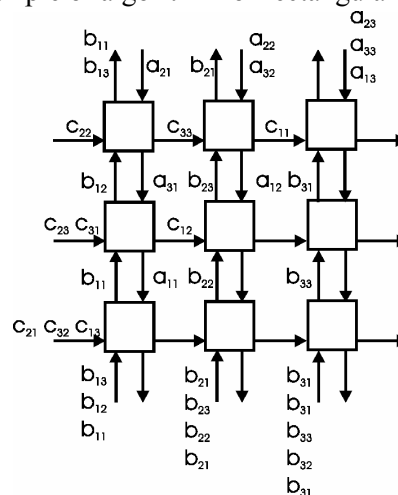 a23
b11 a22 a33
b13 a21 b21 a32 a13
c22 c33 c11
b12 a31 b23 a12 b31
c23 c31 c12
b11 a11 b22 b33
c21 c32 c13
b13 b21 b31
b12 b23 b31
b11 b22 b33
b21 b32
b31